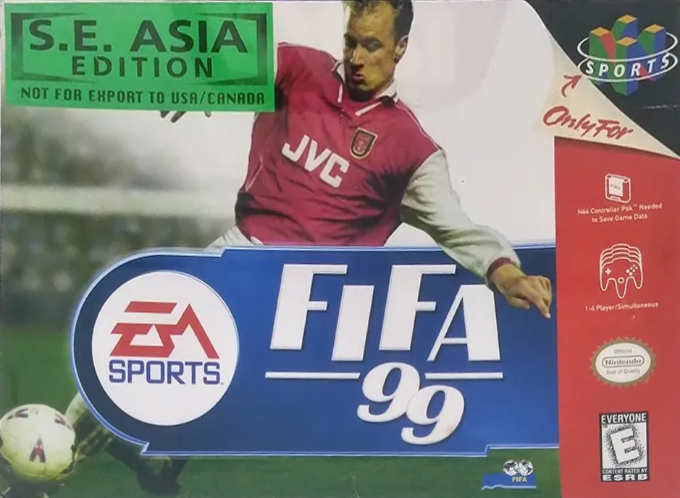 S.E. ASIA
EDITION
NOT FOR EXPORT TO USA/CANADA
SPORTS
Only For
JVC
FULL
N64 Controller Pak™ Needed
to Save Game Data
1-4 Player/Simultaneous
EA
SPORTS
FIFA
99
Official
Nintendo
Seal of Quality
EVERYONE
E
CONTENT RATED BY
ESRB
FIFA